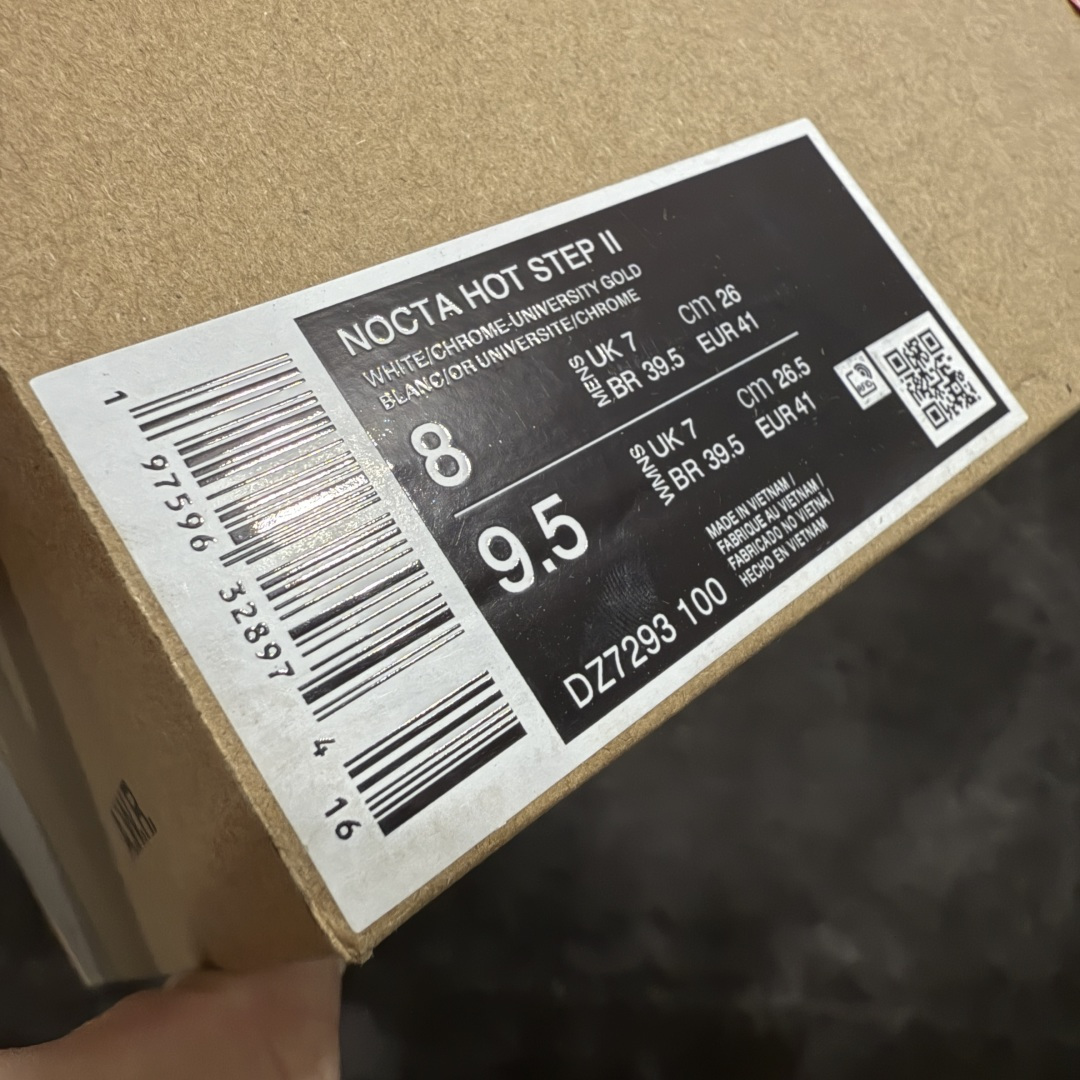 NOCTA HOT STEP II
WHITE/CHROME-UNIVERSITY GOLD
BLANC/OR UNIVERSITE/CHROME
8
MENS
UK 7
cm 26
BR 39.5
EUR 41
9.5
WMNS
UK 7
cm 26.5
BR 39.5
EUR 41
DZ7293 100
MADE IN VIETNAM /
FABRIQUE AU VIETNAM /
FABRICADO NO VIETNÃ /
HECHO EN VIETNAM
1 97596 32897 4 16